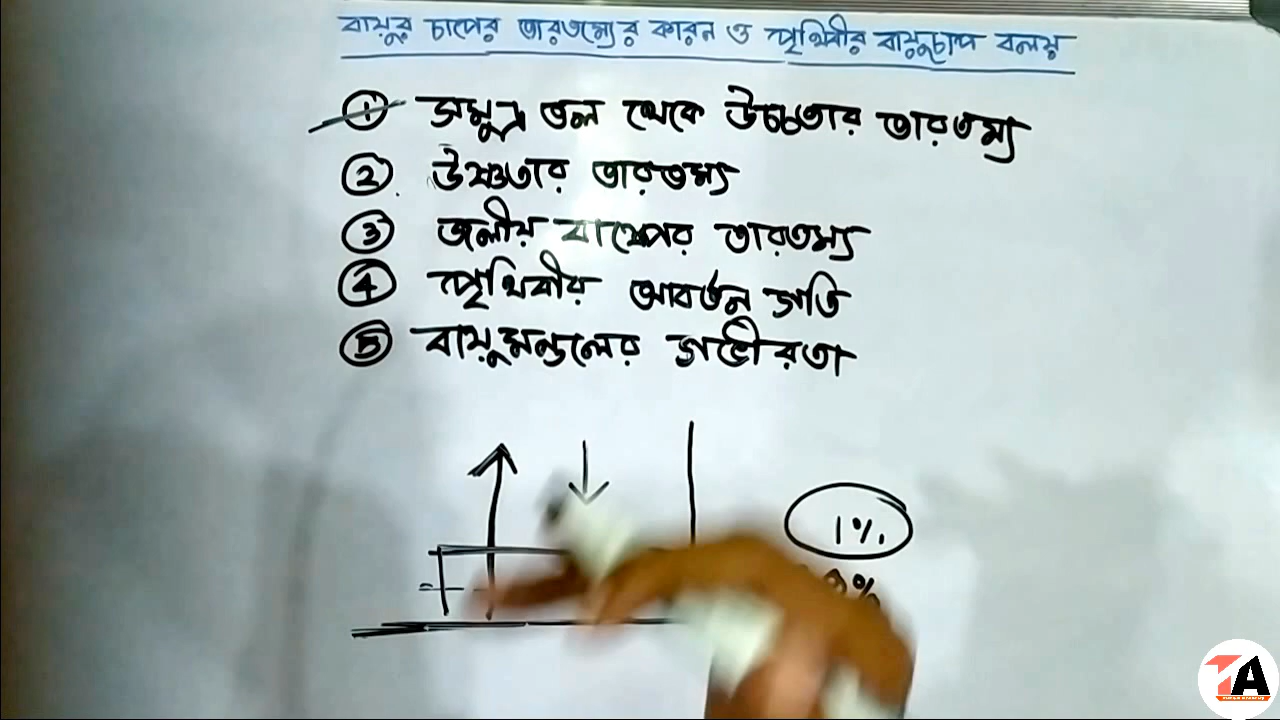 বায়ুর চাপের তারতম্যের কারন ও পৃথিবীর বায়ুচাপ বলয়
① সমুদ্র তল থেকে উচ্চতার তারতম্য
② উষ্ণতার তারতম্য
③ জলীয় বাষ্পের তারতম্য
④ পৃথিবীর আবর্তন গতি
⑤ বায়ুমন্ডলের গভীরতা
1%
TA